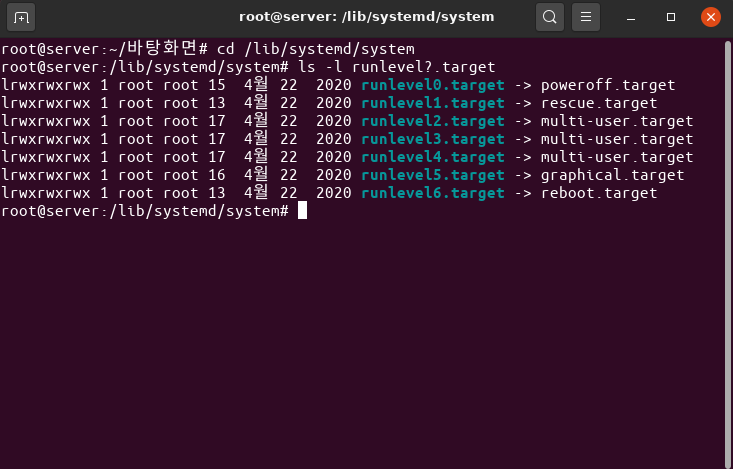 root@server: /lib/systemd/system
root@server:~/바탕화면# cd /lib/systemd/system
root@server:/lib/systemd/system# ls -l runlevel?.target
lrwxrwxrwx 1 root root 15  4월 22  2020 runlevel0.target -> poweroff.target
lrwxrwxrwx 1 root root 13  4월 22  2020 runlevel1.target -> rescue.target
lrwxrwxrwx 1 root root 17  4월 22  2020 runlevel2.target -> multi-user.target
lrwxrwxrwx 1 root root 17  4월 22  2020 runlevel3.target -> multi-user.target
lrwxrwxrwx 1 root root 17  4월 22  2020 runlevel4.target -> multi-user.target
lrwxrwxrwx 1 root root 16  4월 22  2020 runlevel5.target -> graphical.target
lrwxrwxrwx 1 root root 13  4월 22  2020 runlevel6.target -> reboot.target
root@server:/lib/systemd/system#